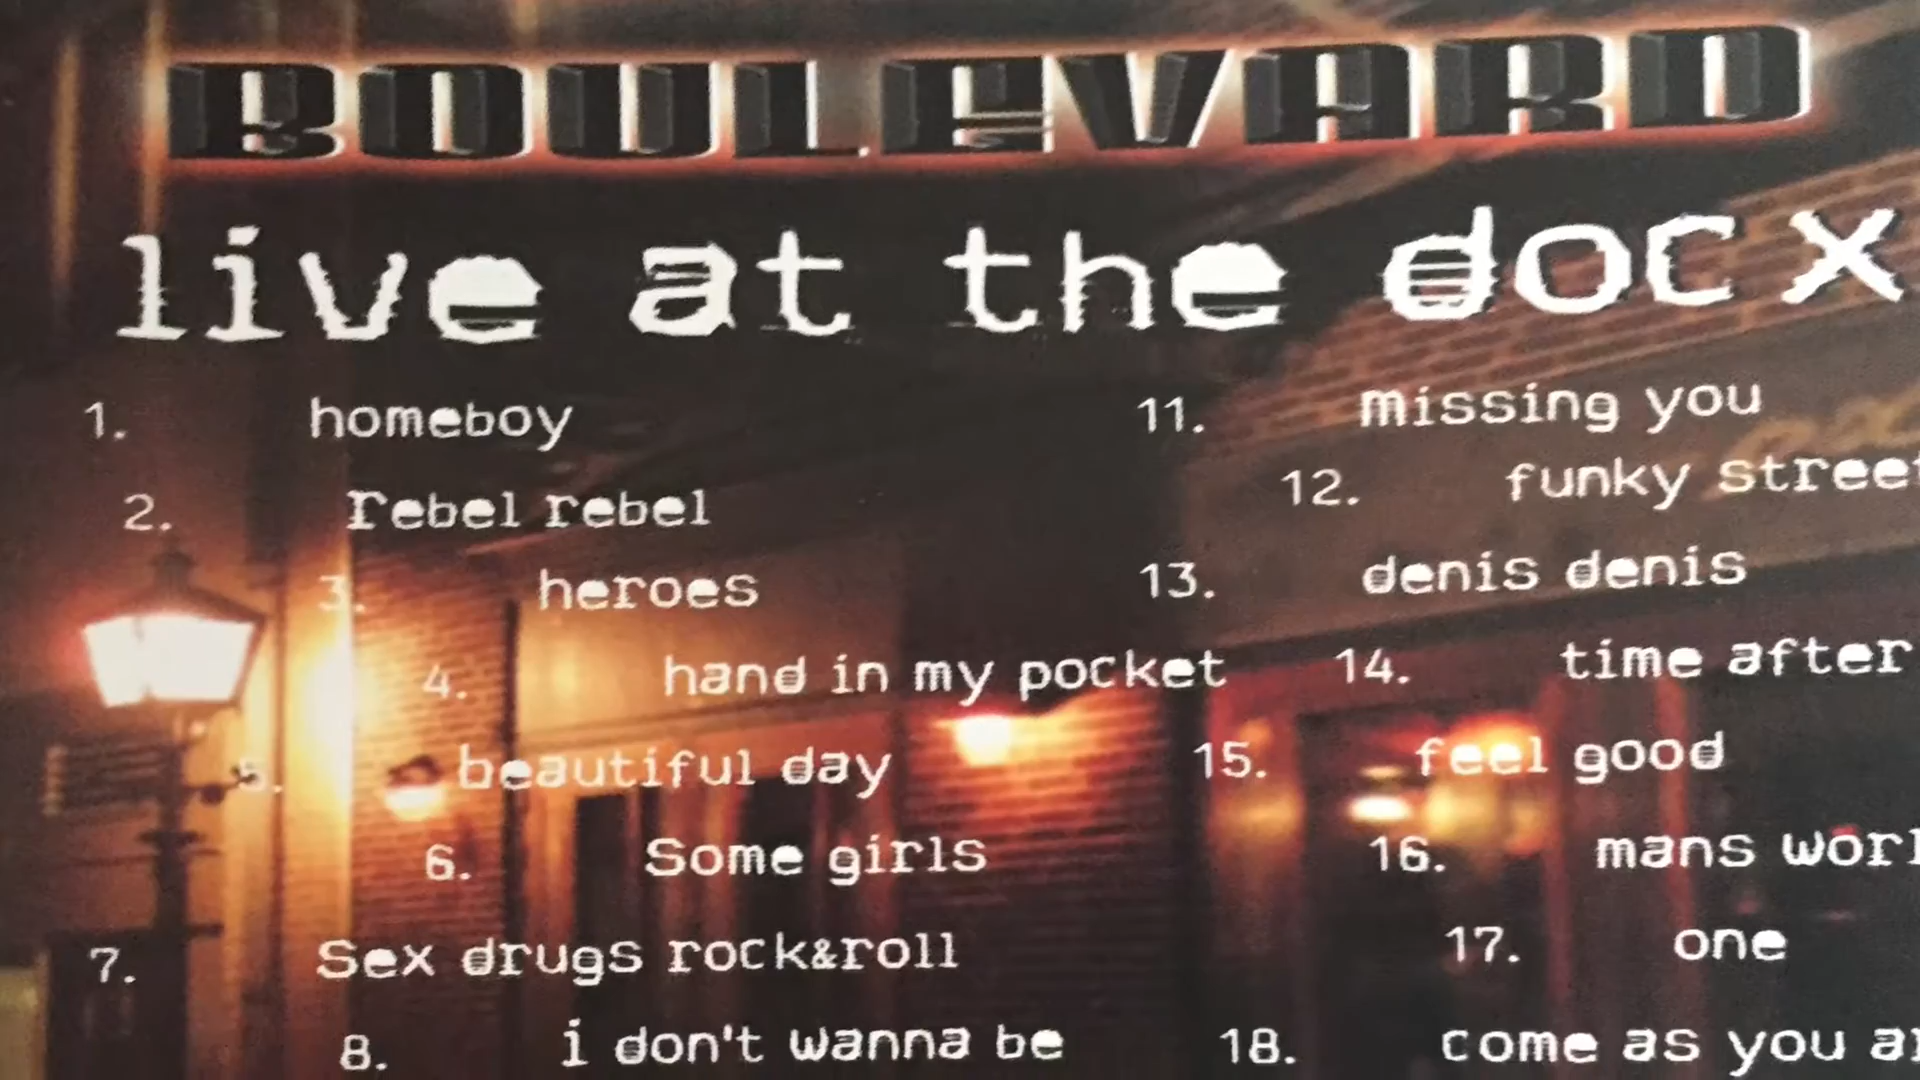 BOULEVARD
live at the docx
1. homeboy
2. rebel rebel
3. heroes
4. hand in my pocket
5. beautiful day
6. Some girls
7. Sex drugs rock&roll
8. i don't wanna be
11. missing you
12. funky street
13. denis denis
14. time after
15. feel good
16. mans
17. one
18. come as you